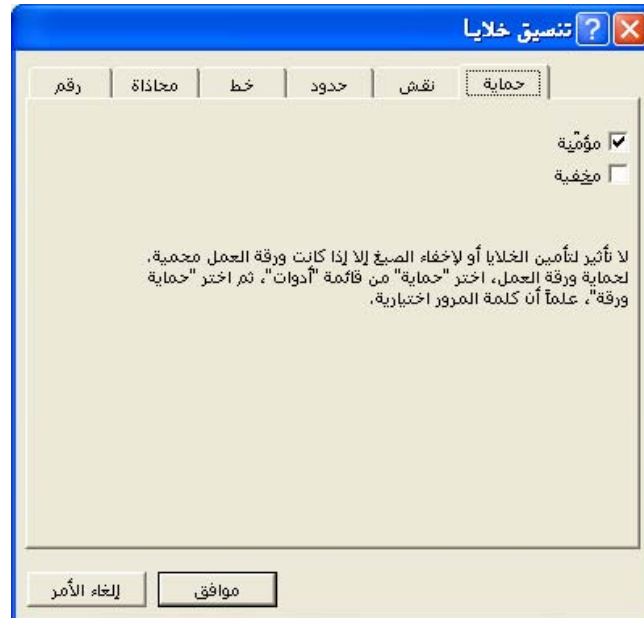 تنسيق خلايا
حماية نقش حدود خط محاذاة رقم
مؤمّنة
مخفية
لا تأثير لتأمين الخلايا أو لإخفاء الصيغ إلا إذا كانت ورقة العمل محمية.
لحماية ورقة العمل، اختر "حماية" من قائمة "أدوات"، ثم اختر "حماية
ورقة"، علماً أن كلمة المرور اختيارية.
موافق إلغاء الأمر